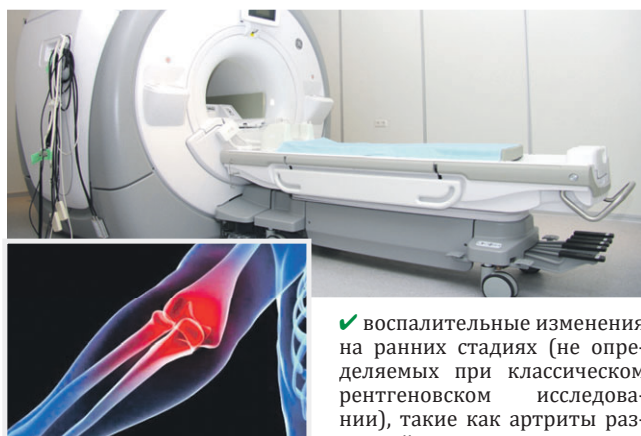 ✔ воспалительные изменения
на ранних стадиях (не опре-
деляемых при классическом
рентгеновском исследова-
нии), такие как артриты раз-